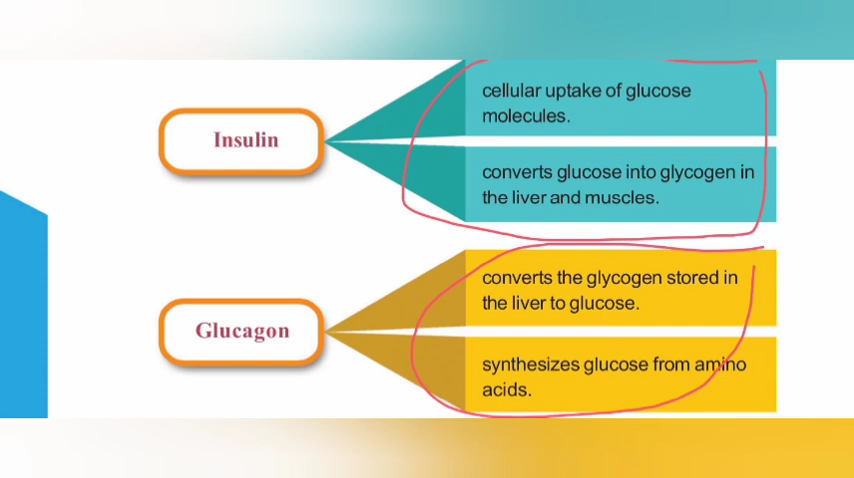 Insulin
cellular uptake of glucose
molecules.
converts glucose into glycogen in
the liver and muscles.
Glucagon
converts the glycogen stored in
the liver to glucose.
synthesizes glucose from amino
acids.